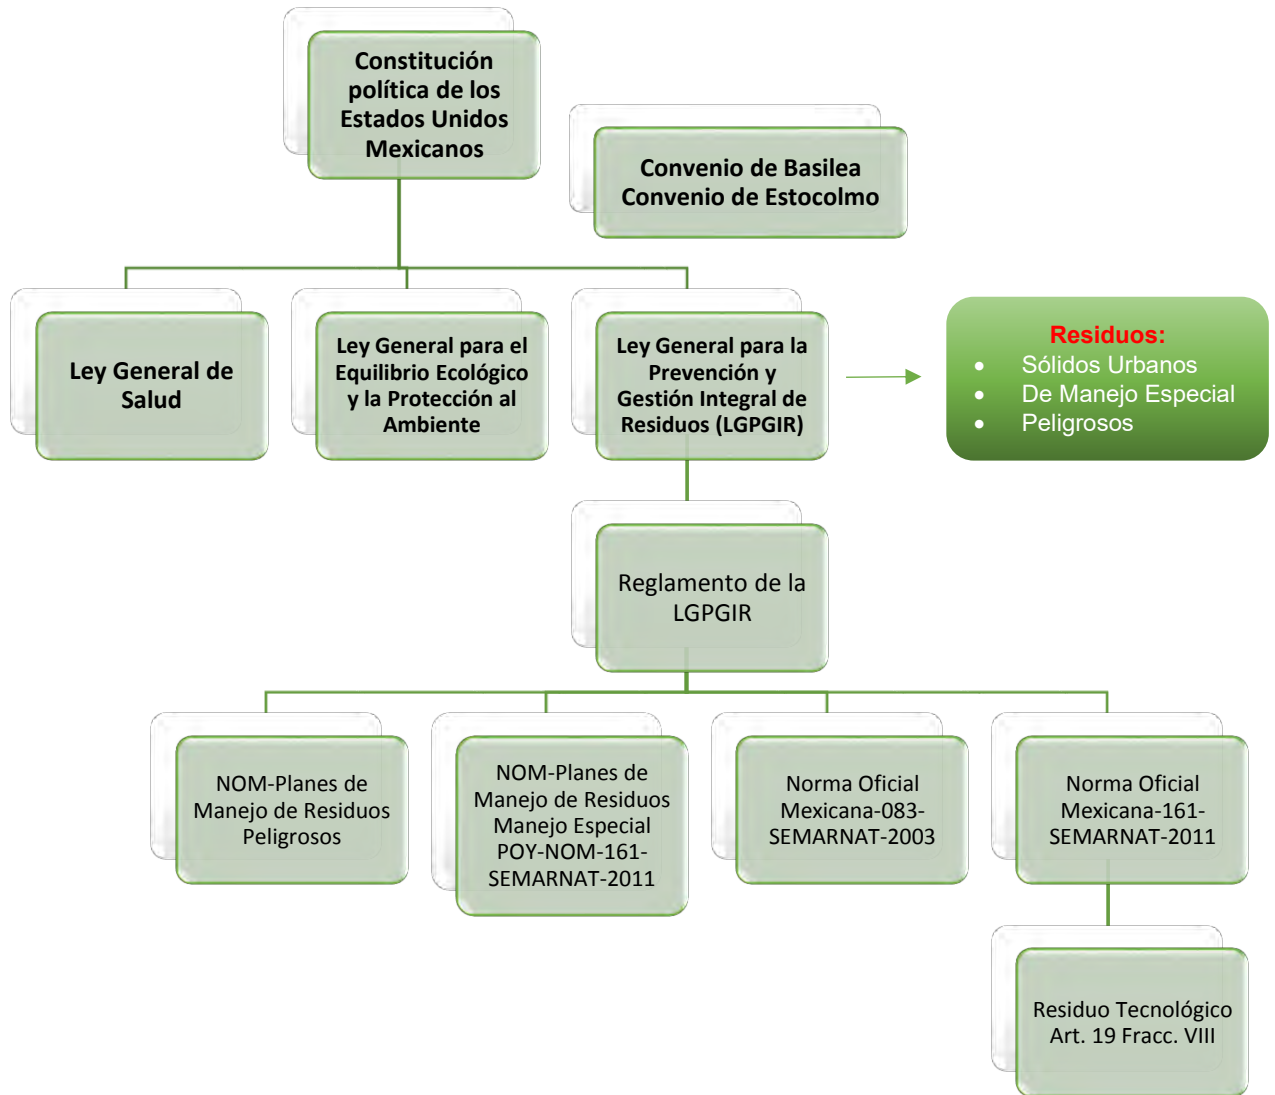 Constitución
política de los
Estados Unidos
Mexicanos
Convenio de Basilea
Convenio de Estocolmo
Ley General de
Salud
Ley General para el
Equilibrio Ecológico
y la Protección al
Ambiente
Ley General para la
Prevención y
Gestión Integral de
Residuos (LGPGIR)
Residuos:
• Sólidos Urbanos
• De Manejo Especial
• Peligrosos
Reglamento de la
LGPGIR
NOM-Planes de
Manejo de Residuos
Peligrosos
NOM-Planes de
Manejo de Residuos
Manejo Especial
POY-NOM-161-
SEMARNAT-2011
Norma Oficial
Mexicana-083-
SEMARNAT-2003
Norma Oficial
Mexicana-161-
SEMARNAT-2011
Residuo Tecnológico
Art. 19 Fracc. VIII